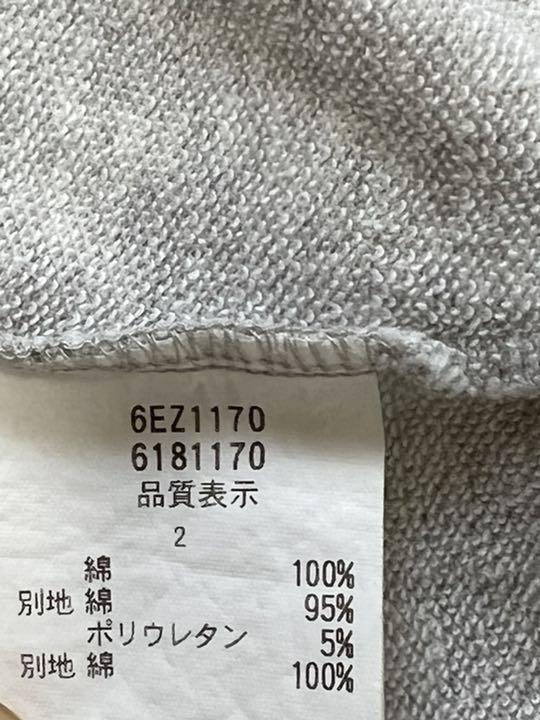 6EZ1170
6181170
品質表示
2
綿 100%
別地 綿 95%
ポリウレタン 5%
別地 綿 100%